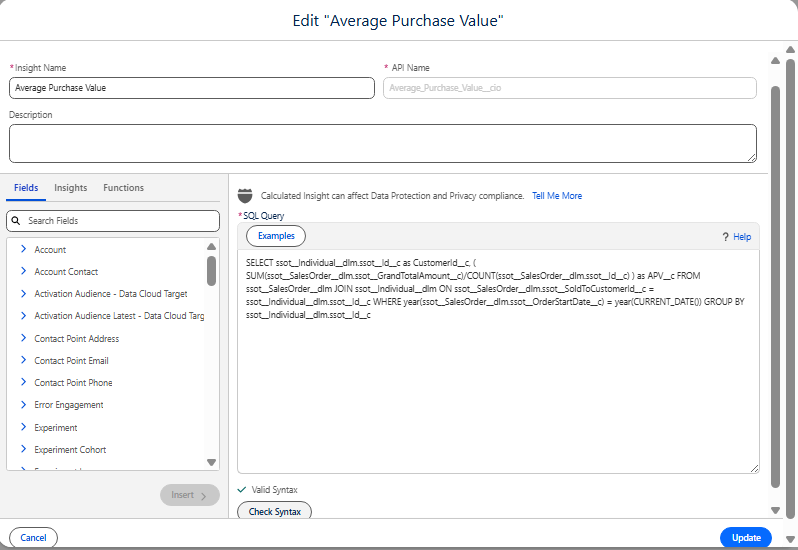 Edit "Average Purchase Value"
*Insight Name
* API Name
Average Purchase Value
Average_Purchase_Value__cio
Description
Fields Insights Functions
Search Fields
Account
Account Contact
Activation Audience - Data Cloud Target
Activation Audience Latest - Data Cloud Targ
Contact Point Address
Contact Point Email
Contact Point Phone
Error Engagement
Experiment
Experiment Cohort
Insert
Calculated Insight can affect Data Protection and Privacy compliance. Tell Me More
*SQL Query
Examples
? Help
SELECT ssot__Individual__dlm.ssot__Id__c as CustomerId__c, (
SUM(ssot__SalesOrder__dlm.ssot__GrandTotalAmount__c)/COUNT(ssot__SalesOrder__dlm.ssot__Id__c) ) as APV__c FROM
ssot__SalesOrder__dlm JOIN ssot__Individual__dlm ON ssot__SalesOrder__dlm.ssot__SoldToCustomerId__c =
ssot__Individual__dlm.ssot__Id__c WHERE year(ssot__SalesOrder__dlm.ssot__OrderStartDate__c) = year(CURRENT_DATE()) GROUP BY
ssot__Individual__dlm.ssot__Id__c
Valid Syntax
Check Syntax
Cancel
Update